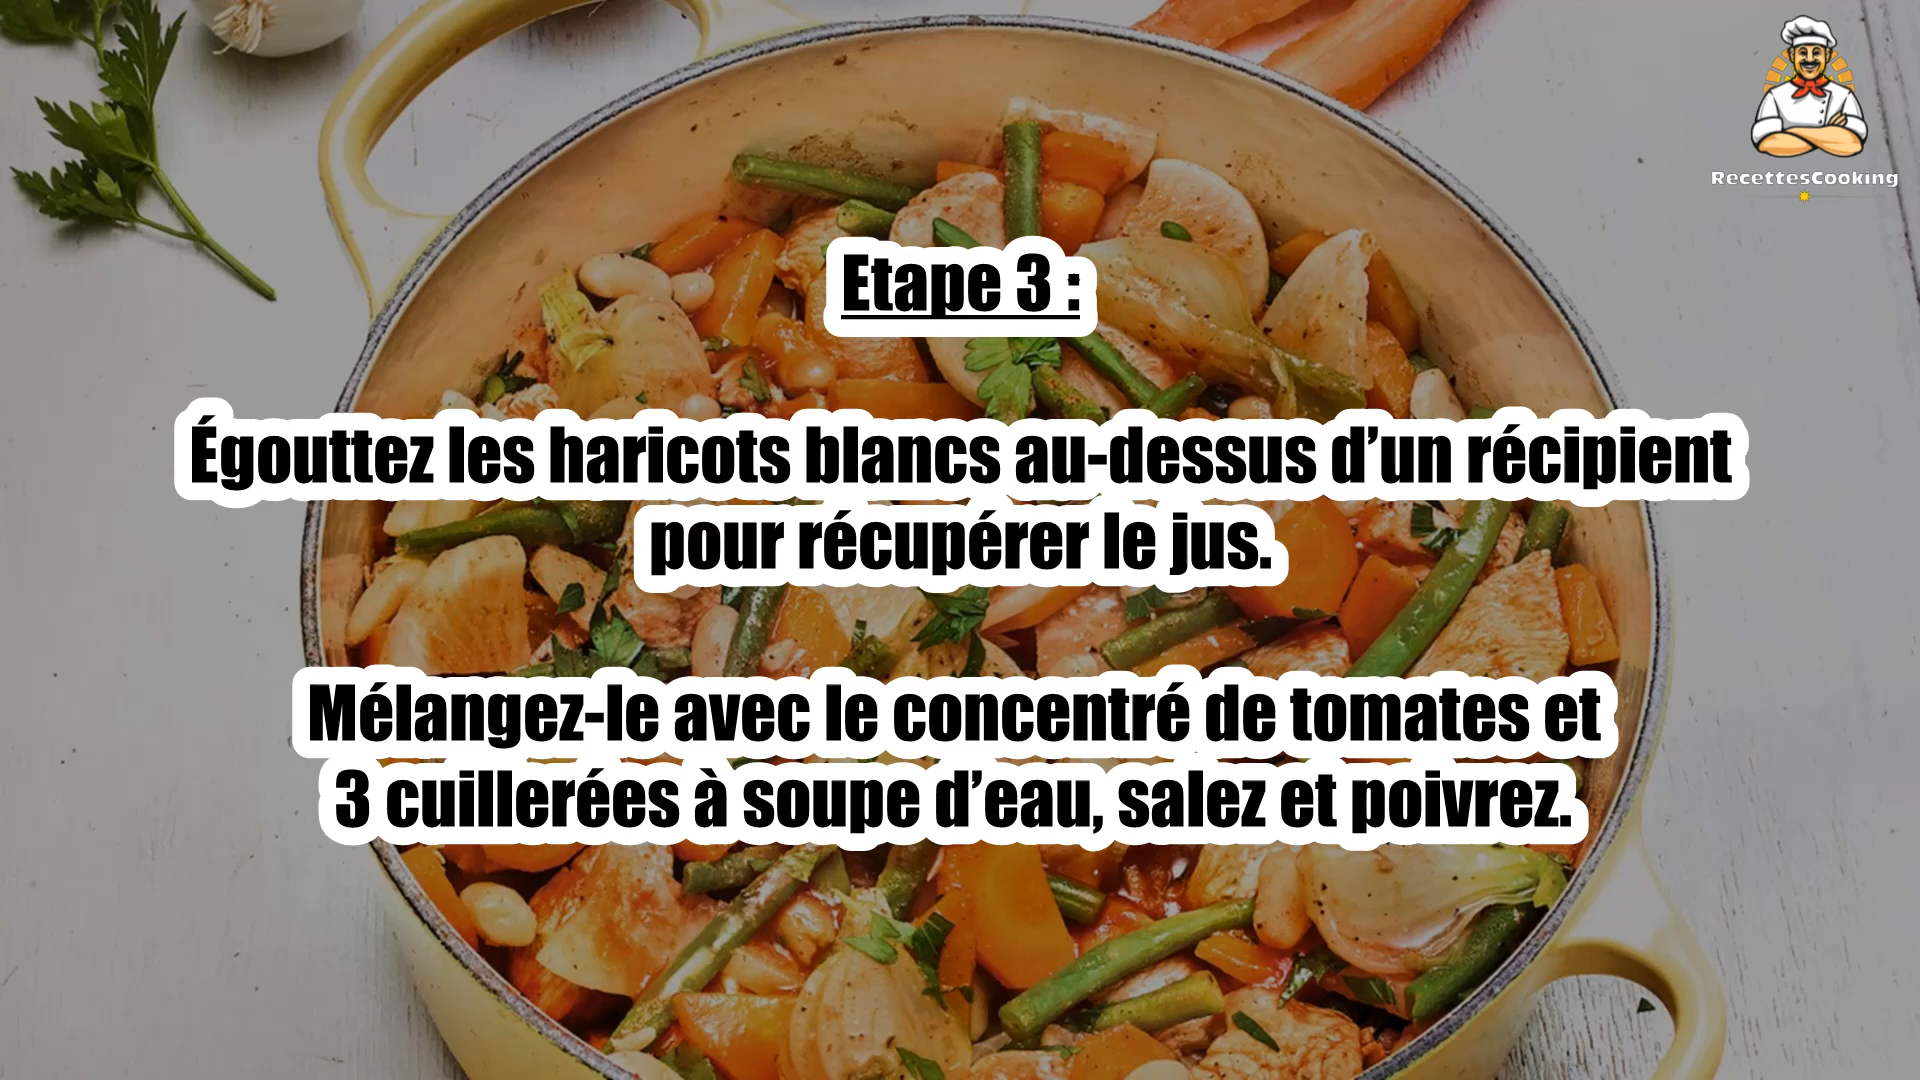 RecettesCooking
Etape 3 :
Égouttez les haricots blancs au-dessus d’un récipient
pour récupérer le jus.
Mélangez-le avec le concentré de tomates et
3 cuillerées à soupe d’eau, salez et poivrez.